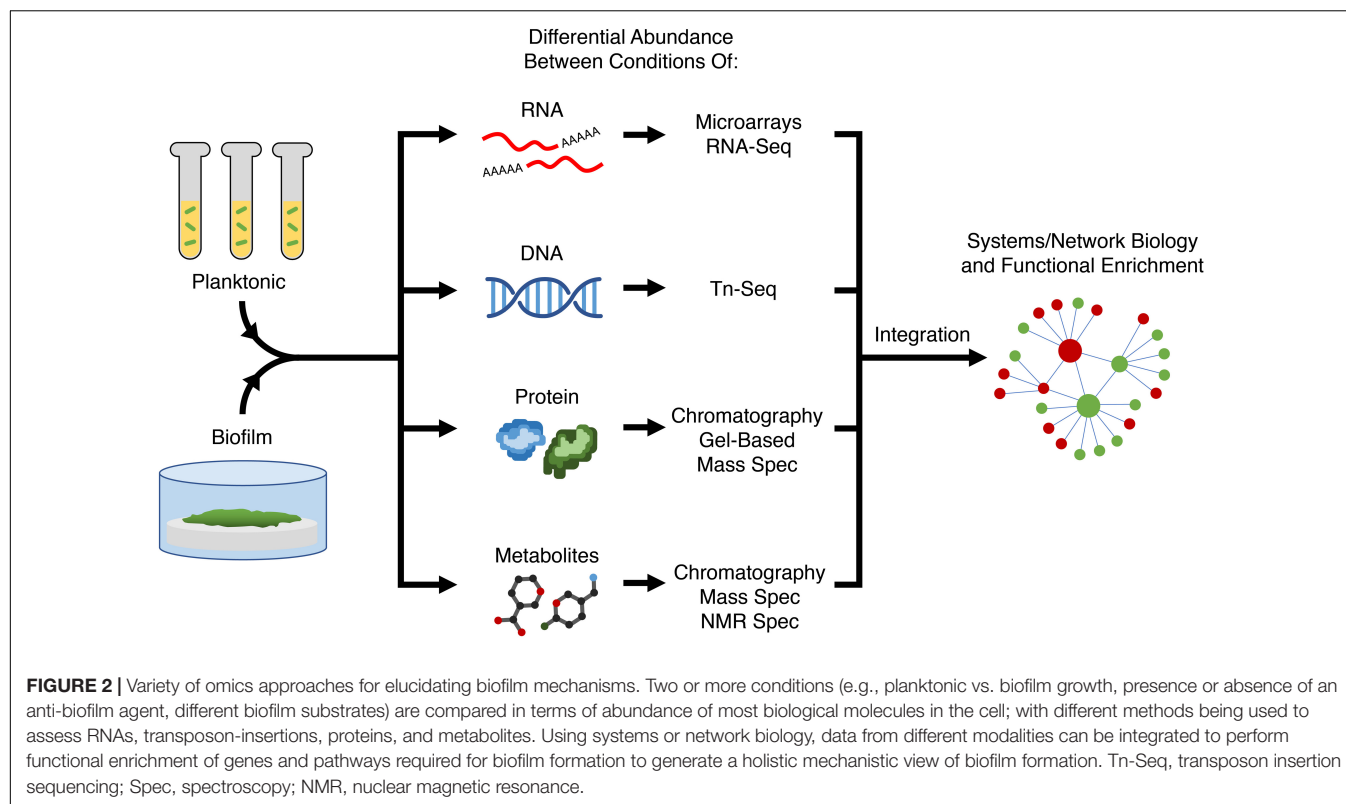 Differential Abundance
Between Conditions Of:
RNA
AAAAA
AAAAA
Microarrays
RNA-Seq
Planktonic
DNA
Tn-Seq
Systems/Network Biology
and Functional Enrichment
Integration
Biofilm
Protein
Chromatography
Gel-Based
Mass Spec
Metabolites
Chromatography
Mass Spec
NMR Spec
FIGURE 2 | Variety of omics approaches for elucidating biofilm mechanisms. Two or more conditions (e.g., planktonic vs. biofilm growth, presence or absence of an
anti-biofilm agent, different biofilm substrates) are compared in terms of abundance of most biological molecules in the cell; with different methods being used to
assess RNAs, transposon-insertions, proteins, and metabolites. Using systems or network biology, data from different modalities can be integrated to perform
functional enrichment of genes and pathways required for biofilm formation to generate a holistic mechanistic view of biofilm formation. Tn-Seq, transposon insertion
sequencing; Spec, spectroscopy; NMR, nuclear magnetic resonance.